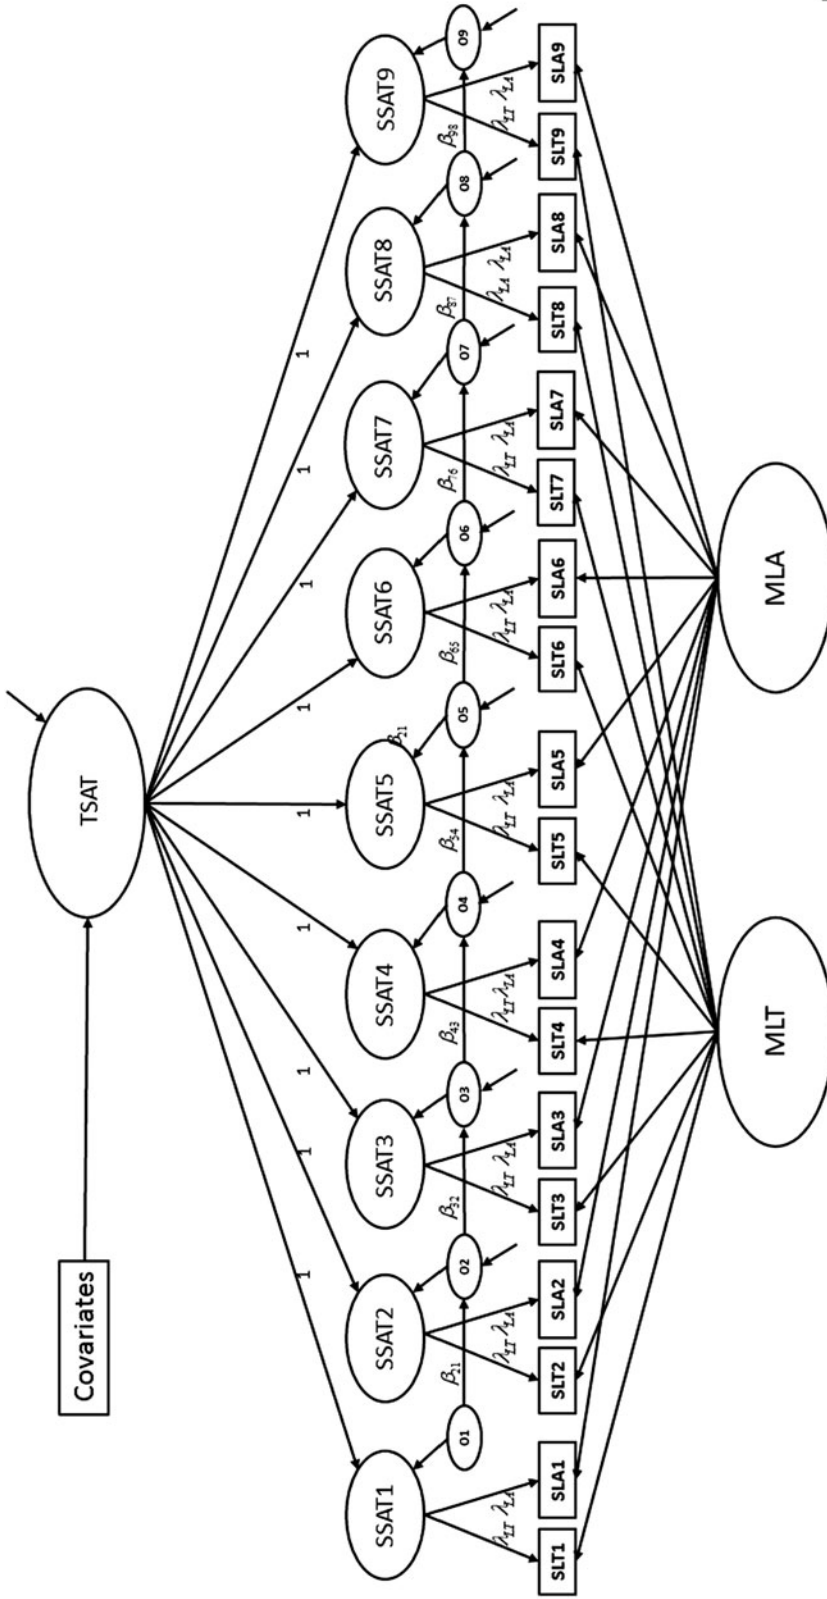 Covariates
TSAT
1 1 1 1 1 1 1 1 1
SSAT1 SSAT2 SSAT3 SSAT4 SSAT5 SSAT6 SSAT7 SSAT8 SSAT9
β21
β21 β32 β43 β54 β65 β76 β87 β98
O1 O2 O3 O4 O5 O6 O7 O8 O9
λLT λLA λLT λLA λLT λLA λLT λLA λLT λLA λLT λLA λLT λLA λLA λLA λLT λLA
SLT1 SLA1 SLT2 SLA2 SLT3 SLA3 SLT4 SLA4 SLT5 SLA5 SLT6 SLA6 SLT7 SLA7 SLT8 SLA8 SLT9 SLA9
MLT MLA